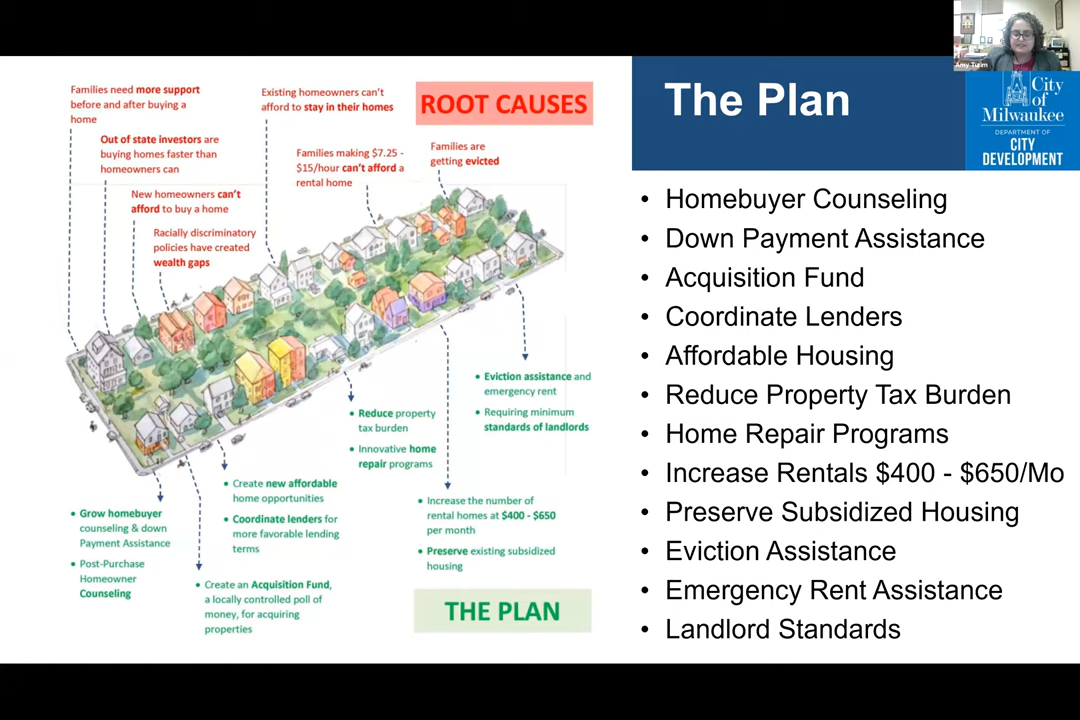 Amy Turim
Families need more support
before and after buying a
home
Out of state investors are
buying homes faster than
homeowners can
New homeowners can't
afford to buy a home
Racially discriminatory
policies have created
wealth gaps
Existing homeowners can't
afford to stay in their homes
Families making $7.25 -
$15/hour can't afford a
rental home
ROOT CAUSES
Families are
getting evicted
• Grow homebuyer
counseling & down
Payment Assistance
• Post-Purchase
Homeowner
Counseling
• Create new affordable
home opportunities
• Coordinate lenders for
more favorable lending
terms
• Create an Acquisition Fund,
a locally controlled poll of
money, for acquiring
properties
• Reduce property
tax burden
• Innovative home
repair programs
• Eviction assistance and
emergency rent
• Requiring minimum
standards of landlords
• Increase the number of
rental homes at $400 - $650
per month
• Preserve existing subsidized
housing
THE PLAN
The Plan
City
of
Milwaukee
DEPARTMENT OF
CITY
DEVELOPMENT
• Homebuyer Counseling
• Down Payment Assistance
• Acquisition Fund
• Coordinate Lenders
• Affordable Housing
• Reduce Property Tax Burden
• Home Repair Programs
• Increase Rentals $400 - $650/Mo
• Preserve Subsidized Housing
• Eviction Assistance
• Emergency Rent Assistance
• Landlord Standards